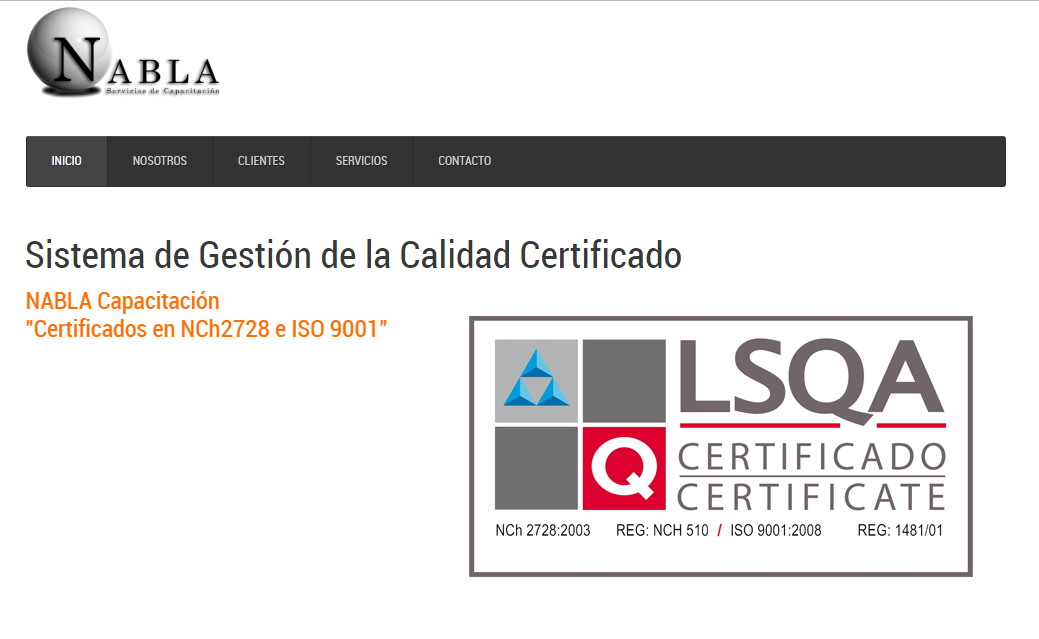 NABLA
Servicios de Capacitación
INICIO NOSOTROS CLIENTES SERVICIOS CONTACTO
Sistema de Gestión de la Calidad Certificado
NABLA Capacitación
"Certificados en NCh2728 e ISO 9001"
LSQA
Q
CERTIFICADO
CERTIFICATE
NCh 2728:2003 REG: NCH 510 / ISO 9001:2008 REG: 1481/01